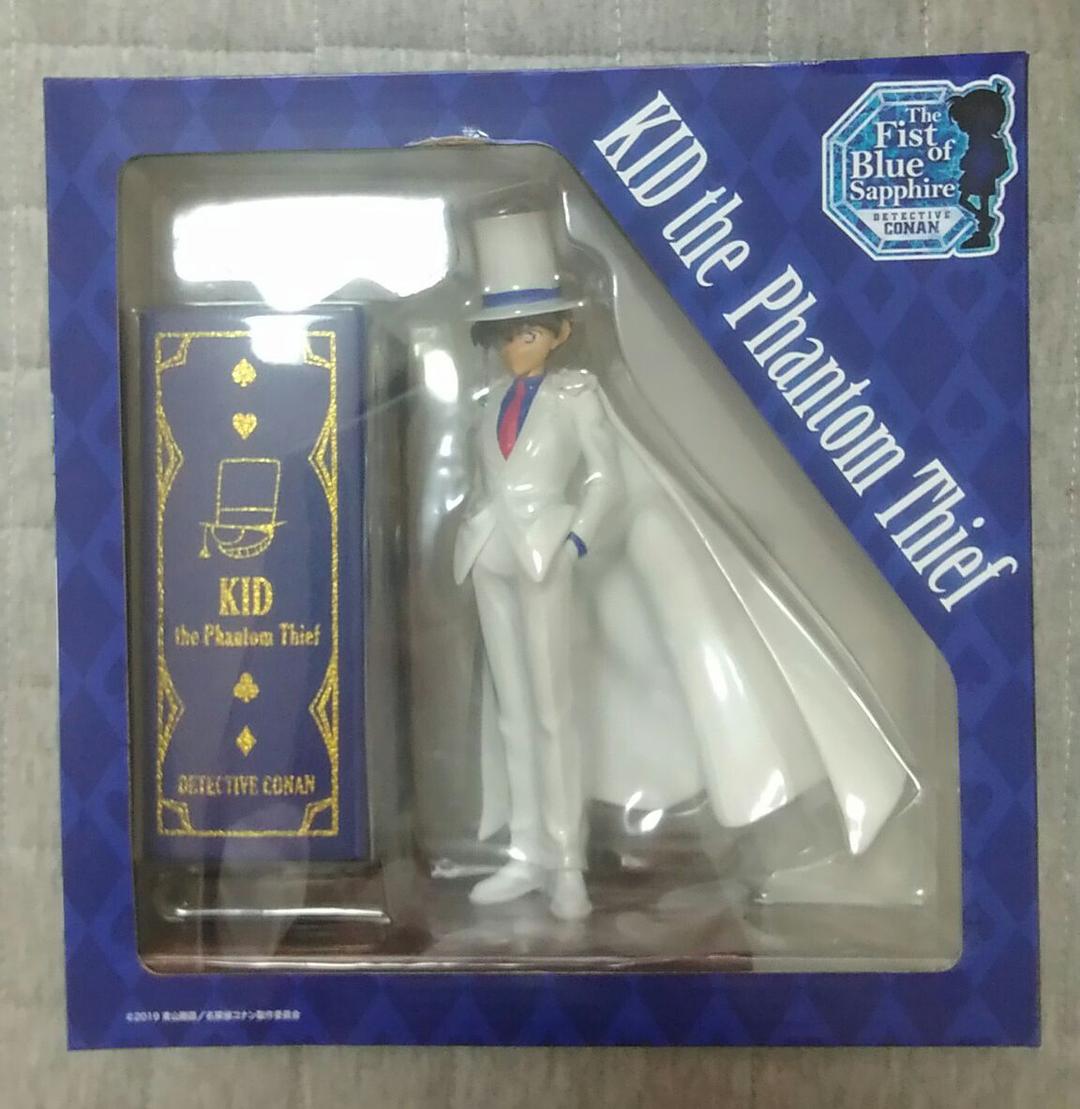 The
Fist
of
Blue
Sapphire
DETECTIVE
CONAN
KID the Phantom Thief
KID
the Phantom Thief
DETECTIVE CONAN
©2019 青山剛昌／名探偵コナン製作委員会